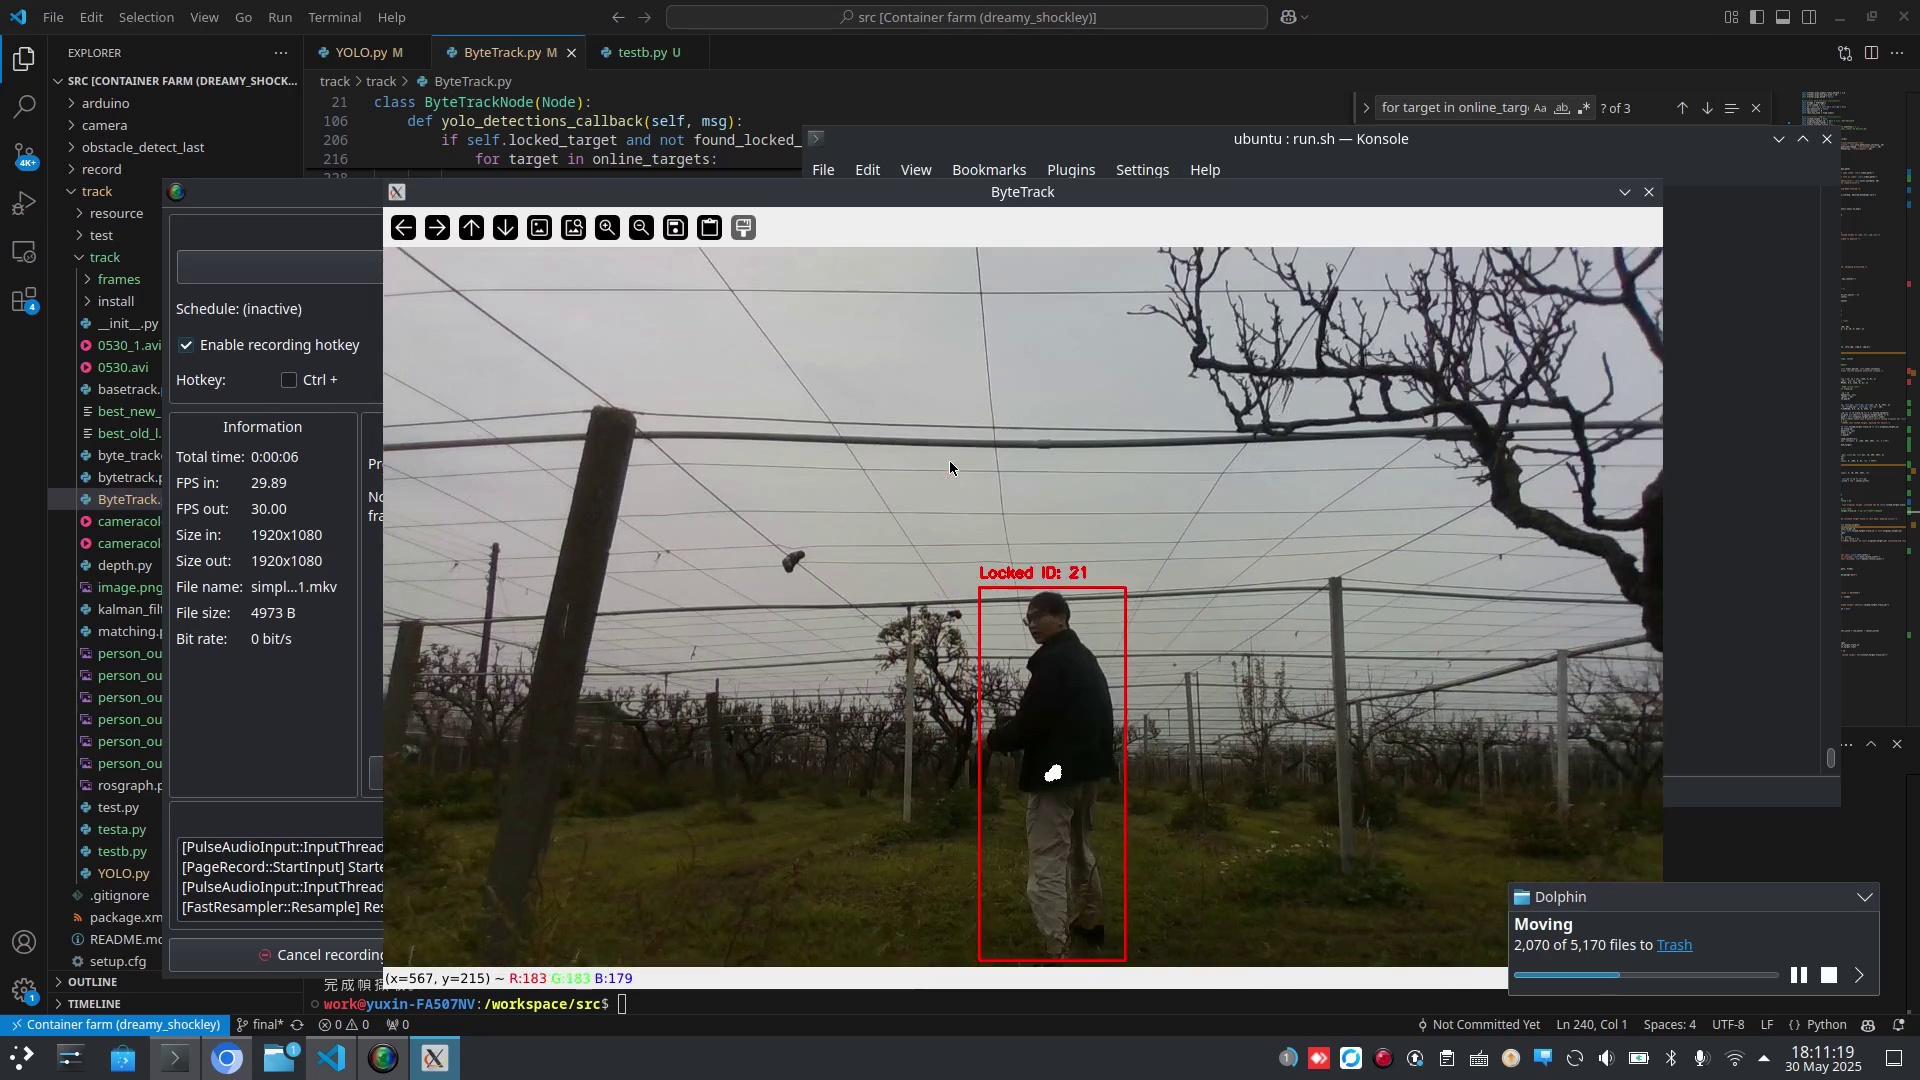 File Edit Selection View Go Run Terminal Help
src [Container farm (dreamy_shockley)]
EXPLORER
SRC [CONTAINER FARM (DREAMY_SHOCK...
arduino
camera
obstacle_detect_last
record
track
resource
test
track
frames
install
__init__.py
0530_1.avi
0530.avi
basetrack.
best_new_
best_old_l.
byte_track
bytetrack.p
ByteTrack.
cameracol
cameracol
depth.py
image.png
kalman_filt
matching.p
person_ou
person_ou
person_ou
person_ou
person_ou
person_ou
rosgraph.p
test.py
testa.py
testb.py
YOLO.py
.gitignore
package.xm
README.md
setup.cfg
OUTLINE
TIMELINE
4K+
4
1
YOLO.py M
ByteTrack.py M
testb.py U
track > track > ByteTrack.py
21 class ByteTrackNode(Node):
106 def yolo_detections_callback(self, msg):
206 if self.locked_target and not found_locked_
216 for target in online_targets:
for target in online_targ
Aa ab
? of 3
ubuntu : run.sh — Konsole
File Edit View Bookmarks Plugins Settings Help
ByteTrack
Schedule: (inactive)
Enable recording hotkey
Hotkey: Ctrl +
Information
Total time: 0:00:06
FPS in: 29.89
FPS out: 30.00
Size in: 1920x1080
Size out: 1920x1080
File name: simpl...1.mkv
File size: 4973 B
Bit rate: 0 bit/s
Pr
No
fra
[PulseAudioInput::InputThread
[PageRecord::StartInput] Starte
[PulseAudioInput::InputThread
[FastResampler::Resample] Res
Cancel recording
Locked ID: 21
(x=567, y=215) ~ R:183 G:183 B:179
work@yuxin-FA507NV:/workspace/src$
Dolphin
Moving
2,070 of 5,170 files to Trash
Container farm (dreamy_shockley)
final*
0 0
0
Not Committed Yet
Ln 240, Col 1
Spaces: 4
UTF-8
LF
{} Python
1
1
18:11:19
30 May 2025